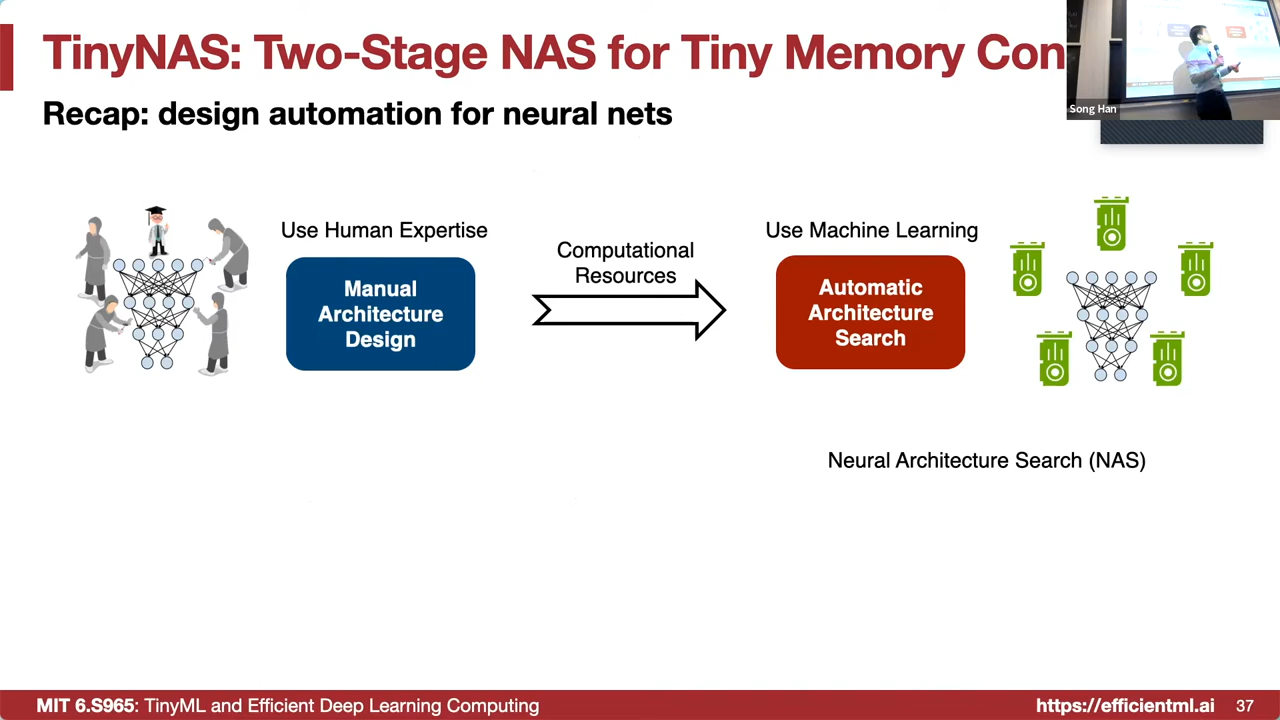 TinyNAS: Two-Stage NAS for Tiny Memory Con
Song Han
Recap: design automation for neural nets
Use Human Expertise
Manual
Architecture
Design
Computational
Resources
Use Machine Learning
Automatic
Architecture
Search
Neural Architecture Search (NAS)
MIT 6.S965: TinyML and Efficient Deep Learning Computing
https://efficientml.ai
37